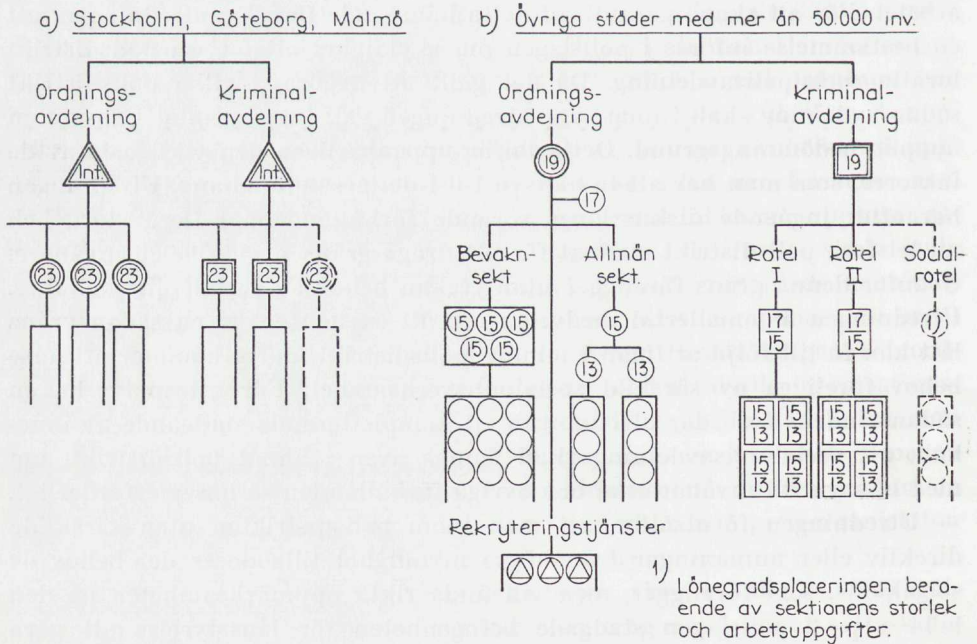 a) Stockholm, Göteborg, Malmö
Ordnings-
avdelning
Kriminal-
avdelning
Int
Int
23 23 23
23 23 23
b) Övriga städer med mer än 50.000 inv.
Ordnings-
avdelning
Kriminal-
avdelning
19
19
17
Bevakn-
sekt.
Allmän
sekt.
Rotel
I
Rotel
II
Social-
rotel
15 15 15
15 15
15
13 13
17
15
17
15
1)
15 15 15 15
13 13 13 13
15 15 15 15
13 13 13 13
Rekryteringstjänster
1)
Lönegradsplaceringen bero-
ende av sektionens storlek
och arbetsuppgifter.